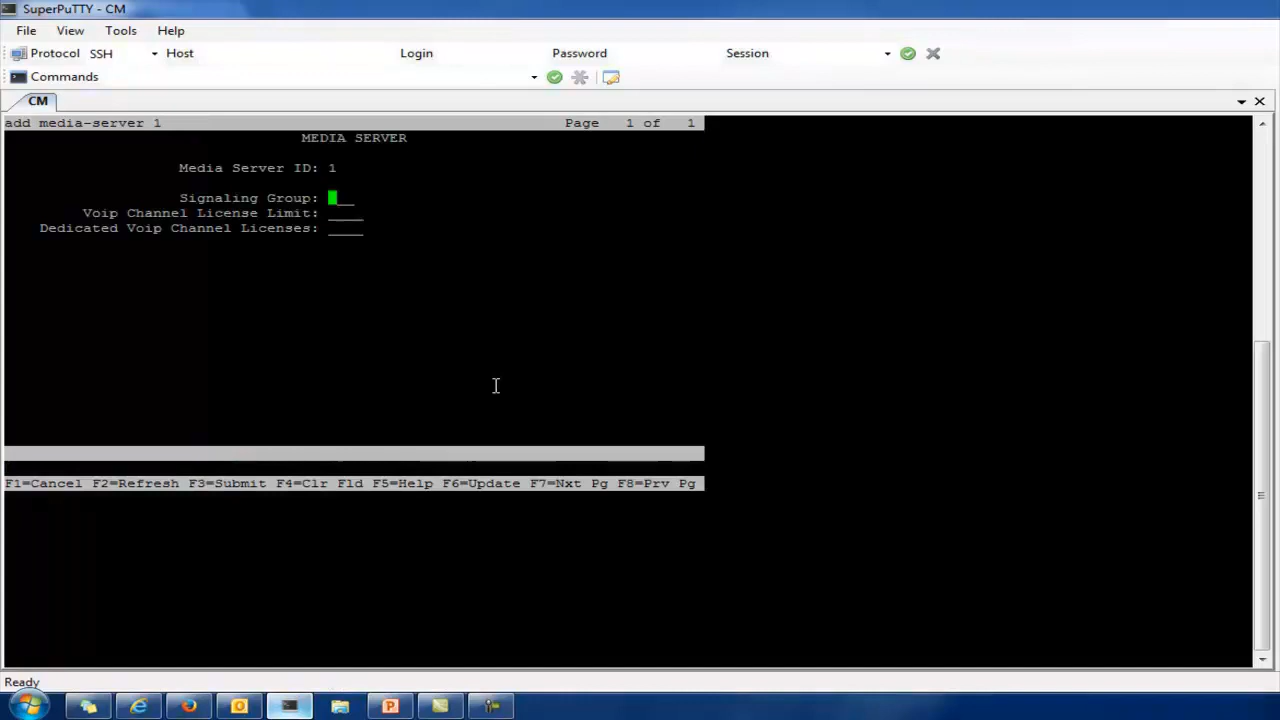 SuperPuTTY - CM
File View Tools Help
Protocol SSH Host Login Password Session
Commands
CM
add media-server 1 Page 1 of 1
MEDIA SERVER
Media Server ID: 1
Signaling Group: ___
Voip Channel License Limit: ____
Dedicated Voip Channel Licenses: ____
F1=Cancel F2=Refresh F3=Submit F4=Clr Fld F5=Help F6=Update F7=Nxt Pg F8=Prv Pg
Ready